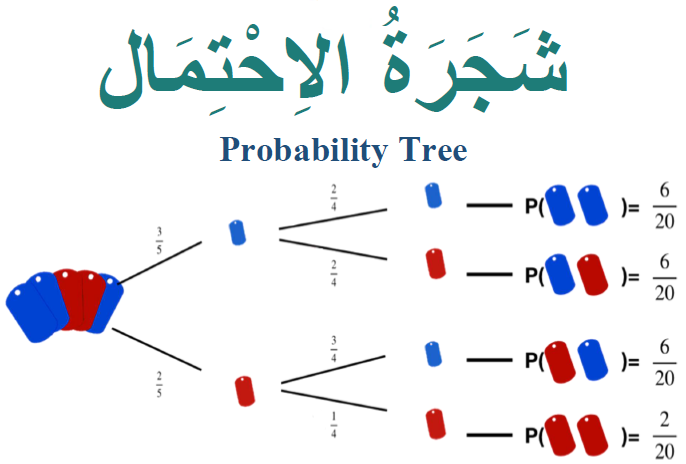 شَجَرَةُ الاِحْتِمَال
Probability Tree
3/5
2/4
P( )= 6/20
2/4
P( )= 6/20
2/5
3/4
P( )= 6/20
1/4
P( )= 2/20